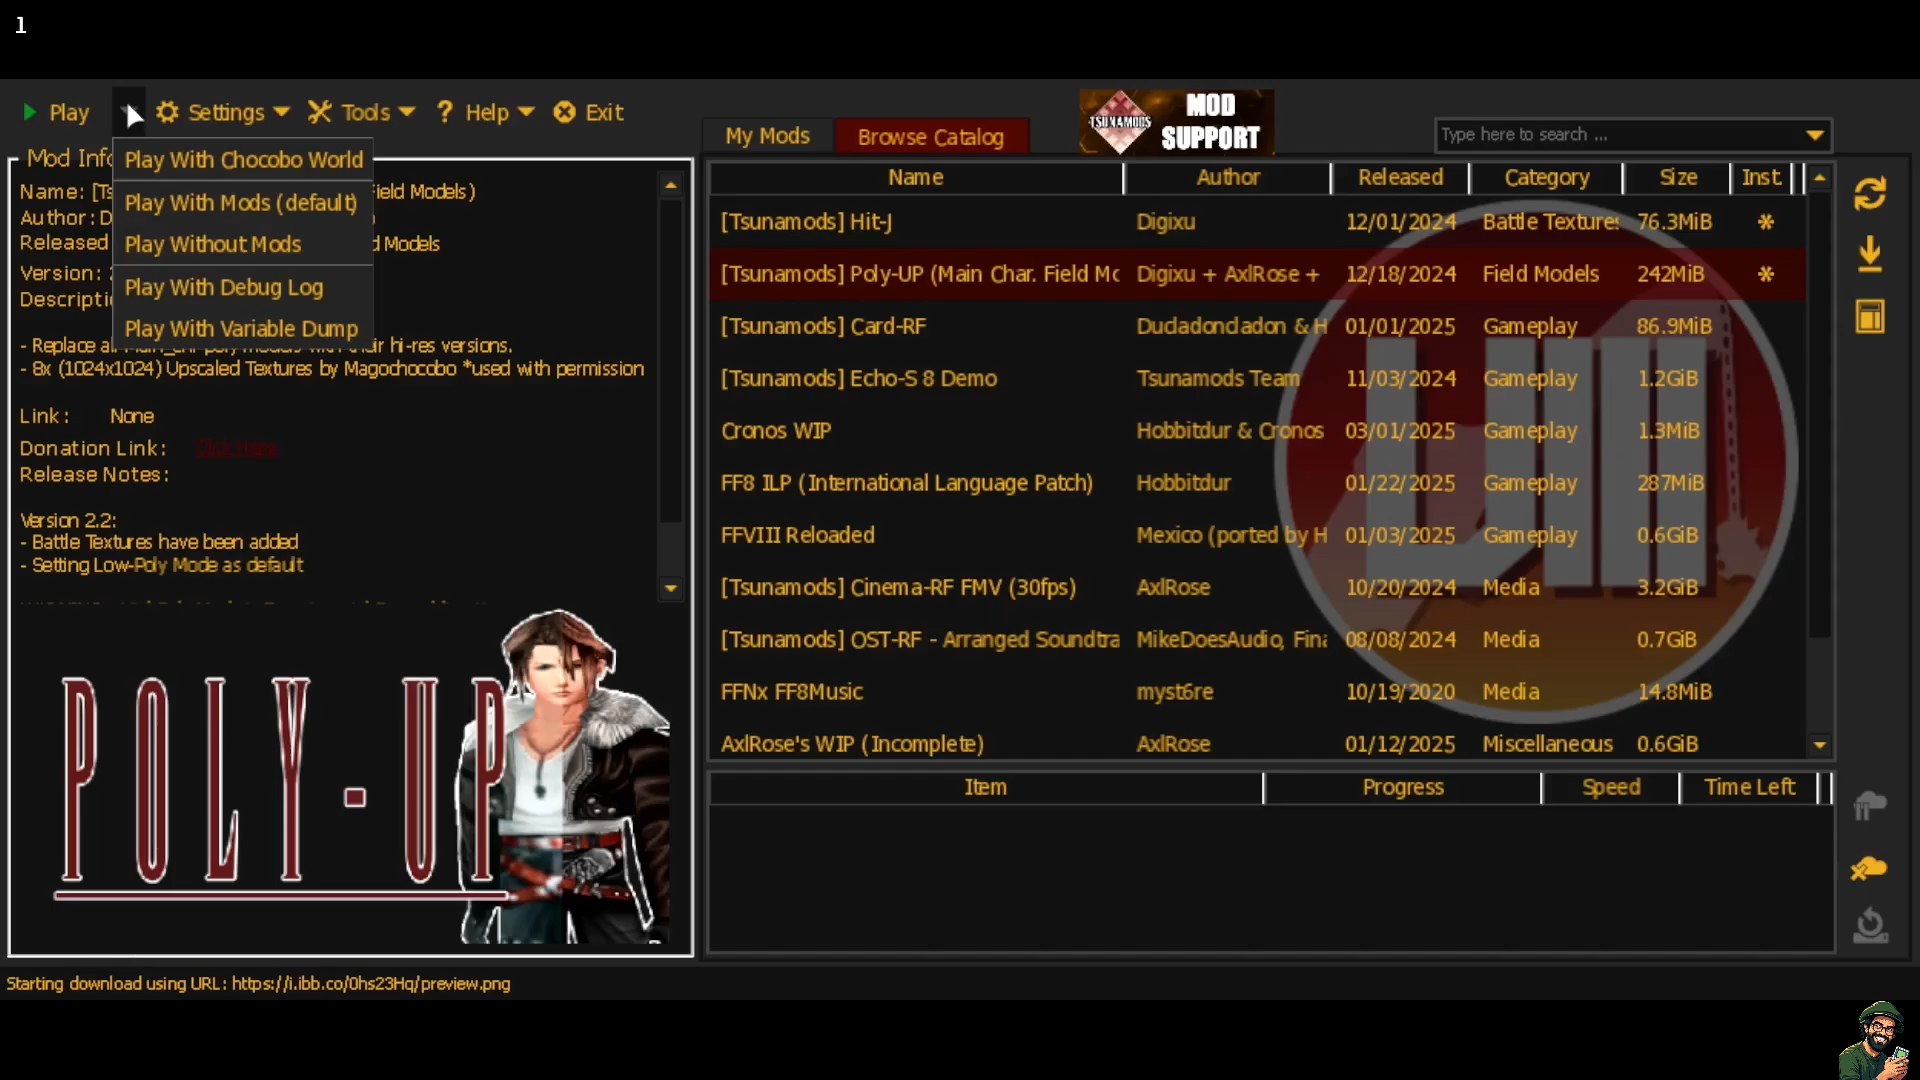 1
Play
Settings
Tools
? Help
Exit
Play With Chocobo World
Play With Mods (default)
Play Without Mods
Play With Debug Log
Play With Variable Dump
Mod Info
Name: [Ts
ield Models)
Author: D
Released
d Models
Version:
Descripti
- Replace all Main_chr poly models with their hi-res versions.
- 8x (1024x1024) Upscaled Textures by Magochocobo *used with permission
Link: None
Donation Link: Click Here
Release Notes:
Version 2.2:
- Battle Textures have been added
- Setting Low-Poly Mode as default
POLY-UP
My Mods
Browse Catalog
TSUNAMODS
MOD
SUPPORT
Type here to search ...
Name Author Released Category Size Inst.
[Tsunamods] Hit-J Digixu 12/01/2024 Battle Textures 76.3MiB *
[Tsunamods] Poly-UP (Main Char. Field Mo Digixu + AxlRose + 12/18/2024 Field Models 242MiB *
[Tsunamods] Card-RF Dudadondadon & H 01/01/2025 Gameplay 86.9MiB
[Tsunamods] Echo-S 8 Demo Tsunamods Team 11/03/2024 Gameplay 1.2GiB
Cronos WIP Hobbitdur & Cronos 03/01/2025 Gameplay 1.3MiB
FF8 ILP (International Language Patch) Hobbitdur 01/22/2025 Gameplay 287MiB
FFVIII Reloaded Mexico (ported by H 01/03/2025 Gameplay 0.6GiB
[Tsunamods] Cinema-RF FMV (30fps) AxlRose 10/20/2024 Media 3.2GiB
[Tsunamods] OST-RF - Arranged Soundtra MikeDoesAudio, Fina 08/08/2024 Media 0.7GiB
FFNx FF8Music myst6re 10/19/2020 Media 14.8MiB
AxlRose's WIP (Incomplete) AxlRose 01/12/2025 Miscellaneous 0.6GiB
Item Progress Speed Time Left
Starting download using URL: https://i.ibb.co/0hs23Hq/preview.png